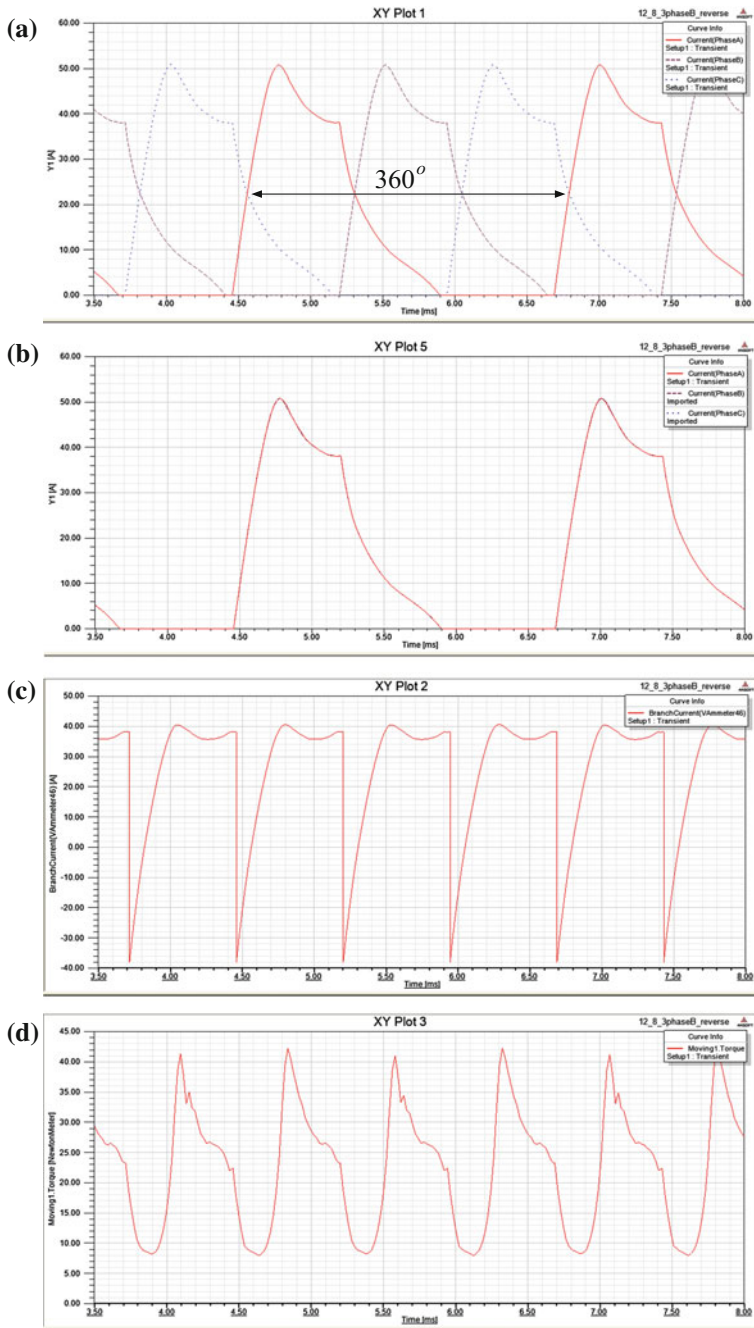 (a)
XY Plot 1
12_8_3phaseB_reverse
60.00
50.00
40.00
30.00
20.00
10.00
0.00
Y1 [A]
Curve Info
Current(PhaseA)
Setup1 : Transient
Current(PhaseB)
Setup1 : Transient
Current(PhaseC)
Setup1 : Transient
360°
3.50 4.00 4.50 5.00 5.50 6.00 6.50 7.00 7.50 8.00
Time [ms]
(b)
XY Plot 5
12_8_3phaseB_reverse
60.00
50.00
40.00
30.00
20.00
10.00
0.00
Y1 [A]
Curve Info
Current(PhaseA)
Setup1 : Transient
Current(PhaseB)
Imported
Current(PhaseC)
Imported
3.50 4.00 4.50 5.00 5.50 6.00 6.50 7.00 7.50 8.00
Time [ms]
(c)
XY Plot 2
12_8_3phaseB_reverse
50.00
40.00
30.00
20.00
10.00
0.00
-10.00
-20.00
-30.00
-40.00
BranchCurrent(VAmmeter46) [A]
Curve Info
BranchCurrent(VAmmeter46)
Setup1 : Transient
3.50 4.00 4.50 5.00 5.50 6.00 6.50 7.00 7.50 8.00
Time [ms]
(d)
XY Plot 3
12_8_3phaseB_reverse
45.00
40.00
35.00
30.00
25.00
20.00
15.00
10.00
5.00
0.00
Moving1.Torque [NewtonMeter]
Curve Info
Moving1.Torque
Setup1 : Transient
3.50 4.00 4.50 5.00 5.50 6.00 6.50 7.00 7.50 8.00
Time [ms]